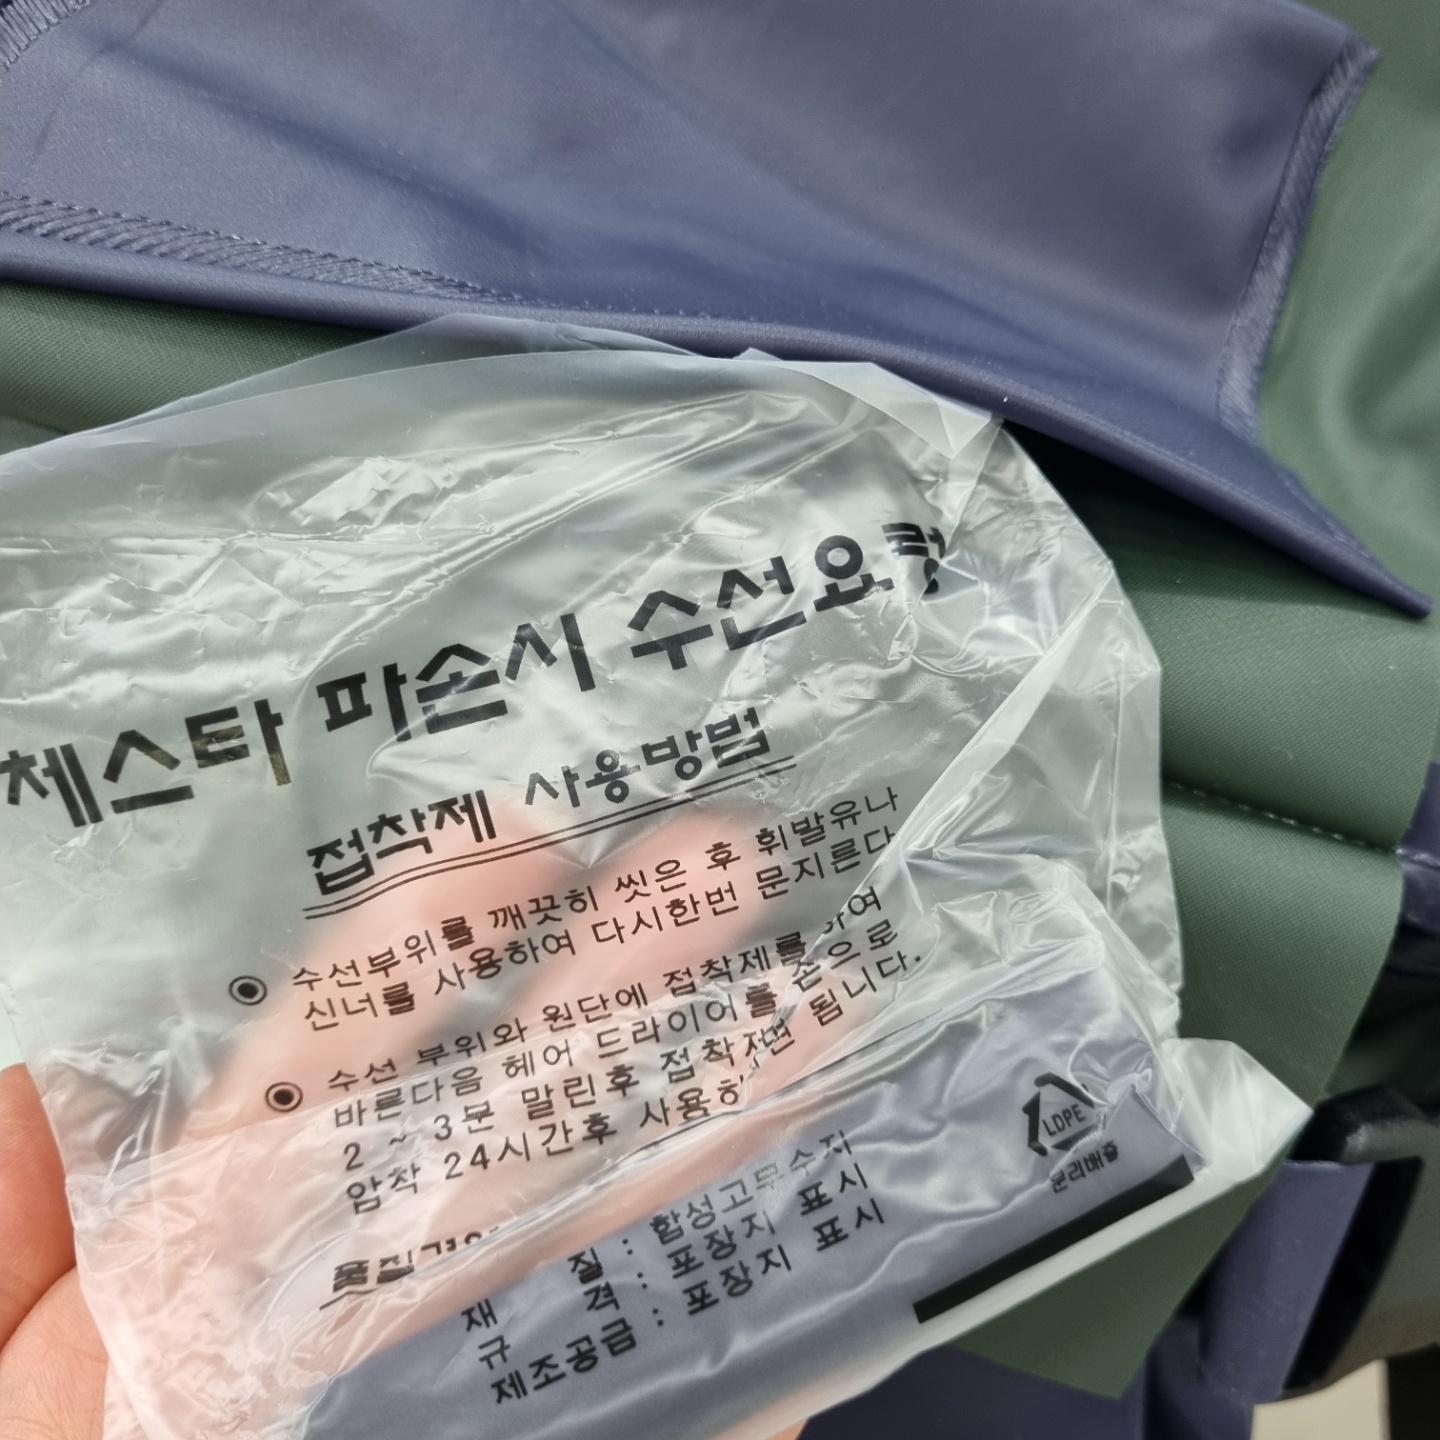 체스타 파손시 수선요령
접착제 사용방법
◉ 수선부위를 깨끗히 씻은 후 휘발유나
신너를 사용하여 다시한번 문지른다
◉ 수선 부위와 원단에 접착제를
바른다음 헤어 드라이어를 손으로
2 ~ 3분 말린후 됩니다.
압착 24시간후
LDPE
분리배출
재 질 : 합성고무수지
규 격 : 포장지 표시
제조공급 : 포장지 표시